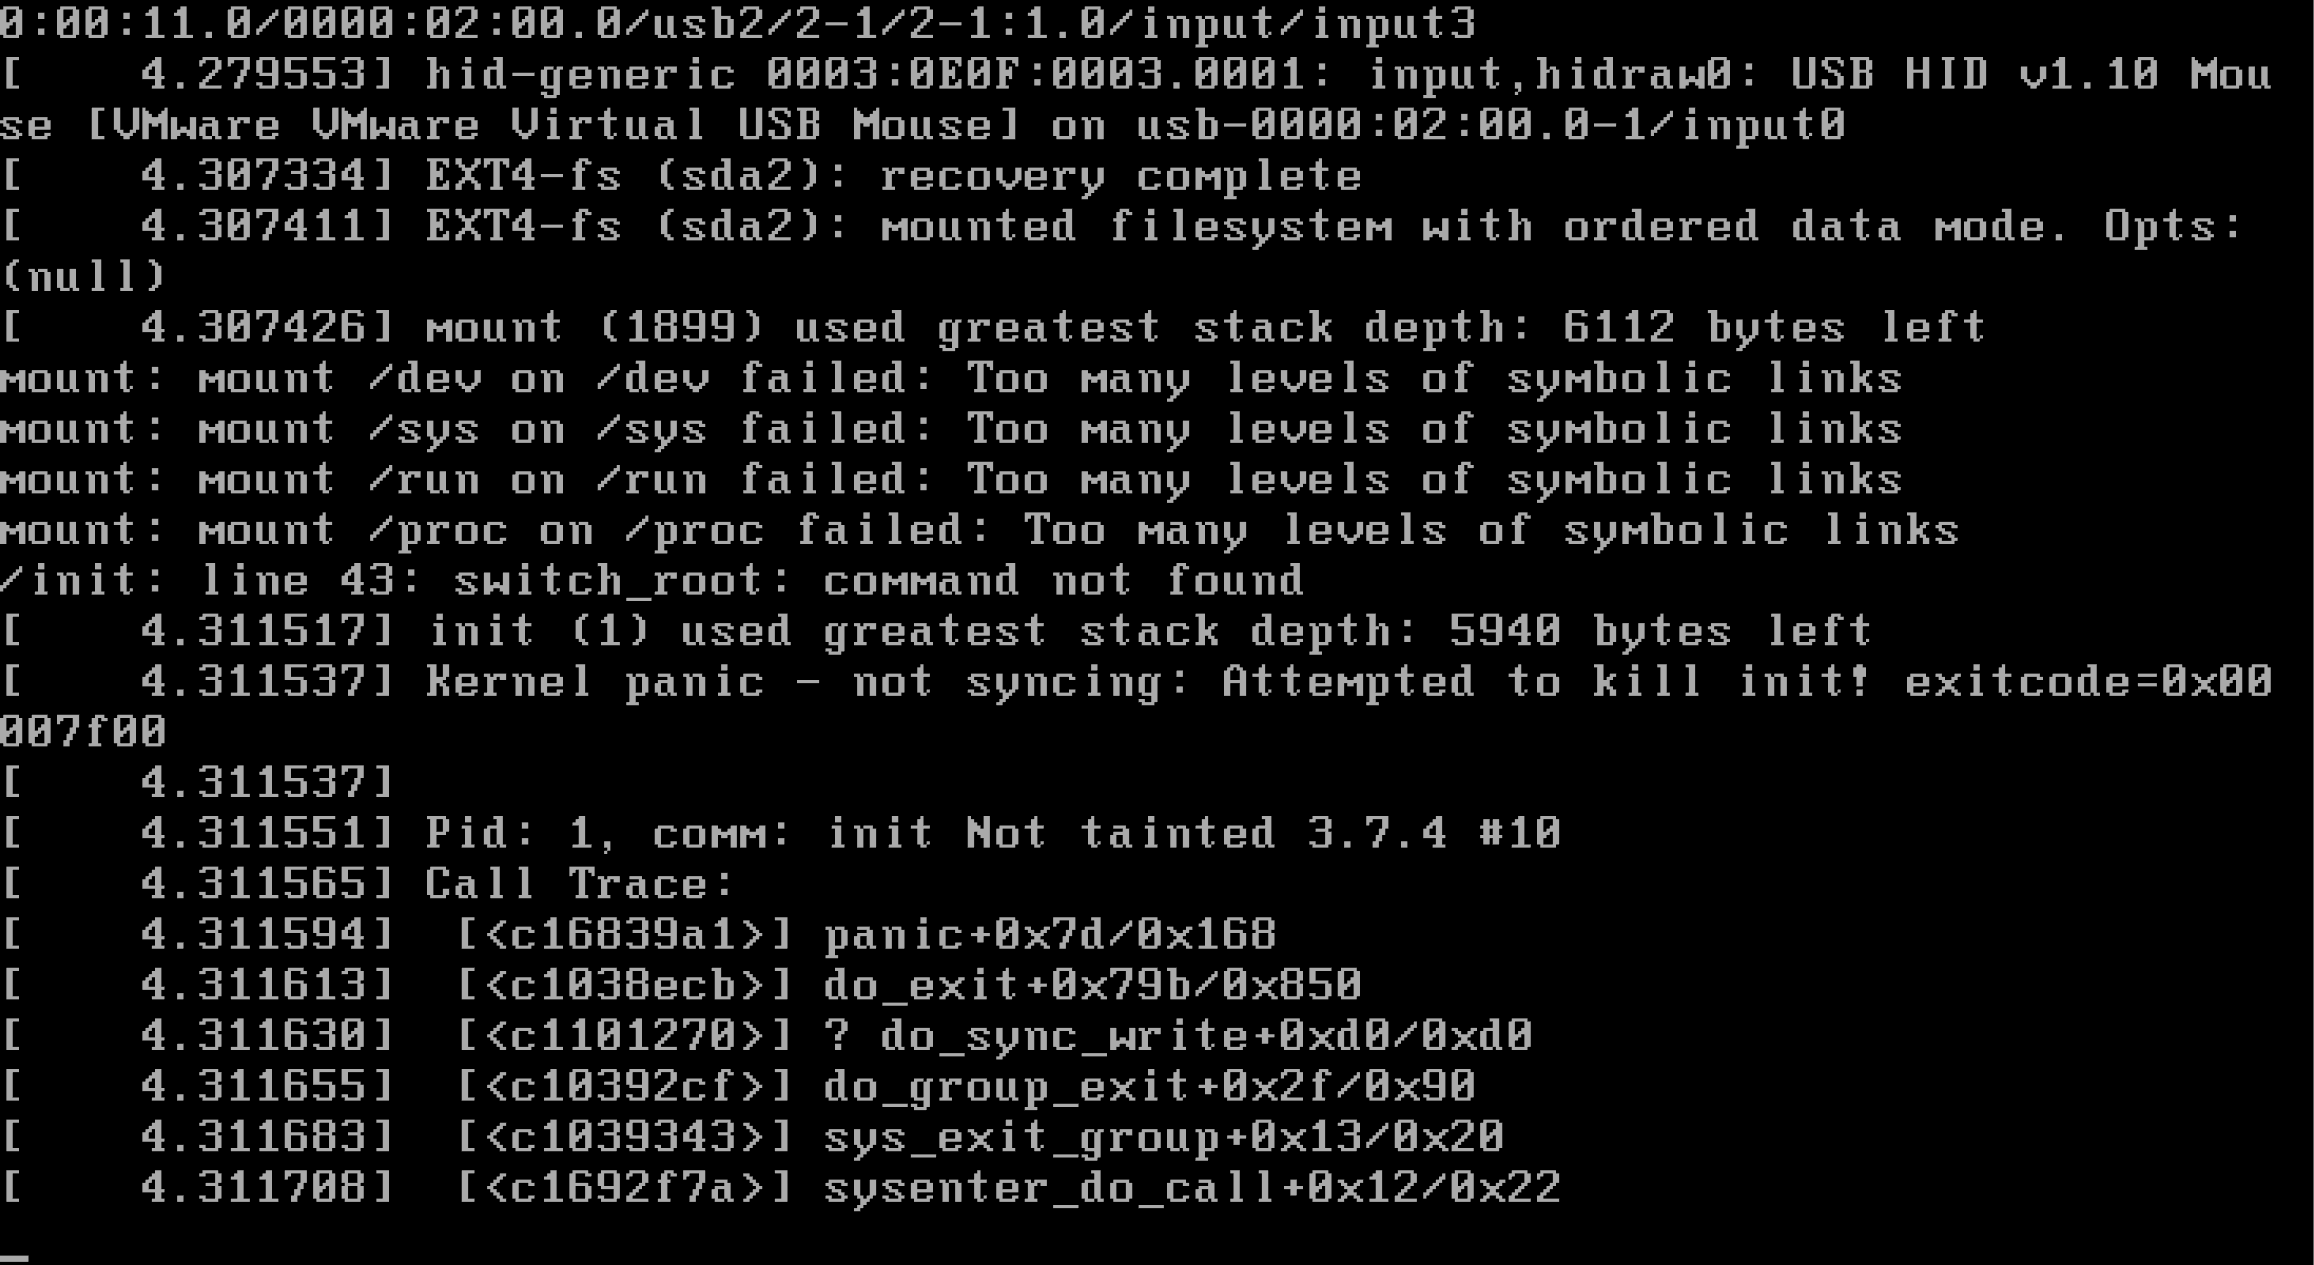 0:00:11.0/0000:02:00.0/usb2/2-1/2-1:1.0/input/input3
[    4.279553] hid-generic 0003:0E0F:0003.0001: input,hidraw0: USB HID v1.10 Mou
se [VMware VMware Virtual USB Mouse] on usb-0000:02:00.0-1/input0
[    4.307334] EXT4-fs (sda2): recovery complete
[    4.307411] EXT4-fs (sda2): mounted filesystem with ordered data mode. Opts:
(null)
[    4.307426] mount (1899) used greatest stack depth: 6112 bytes left
mount: mount /dev on /dev failed: Too many levels of symbolic links
mount: mount /sys on /sys failed: Too many levels of symbolic links
mount: mount /run on /run failed: Too many levels of symbolic links
mount: mount /proc on /proc failed: Too many levels of symbolic links
/init: line 43: switch_root: command not found
[    4.311517] init (1) used greatest stack depth: 5940 bytes left
[    4.311537] Kernel panic - not syncing: Attempted to kill init! exitcode=0x00
007f00
[    4.311537]
[    4.311551] Pid: 1, comm: init Not tainted 3.7.4 #10
[    4.311565] Call Trace:
[    4.311594]  [<c16839a1>] panic+0x7d/0x168
[    4.311613]  [<c1038ecb>] do_exit+0x79b/0x850
[    4.311630]  [<c1101270>] ? do_sync_write+0xd0/0xd0
[    4.311655]  [<c10392cf>] do_group_exit+0x2f/0x90
[    4.311683]  [<c1039343>] sys_exit_group+0x13/0x20
[    4.311708]  [<c1692f7a>] sysenter_do_call+0x12/0x22
_